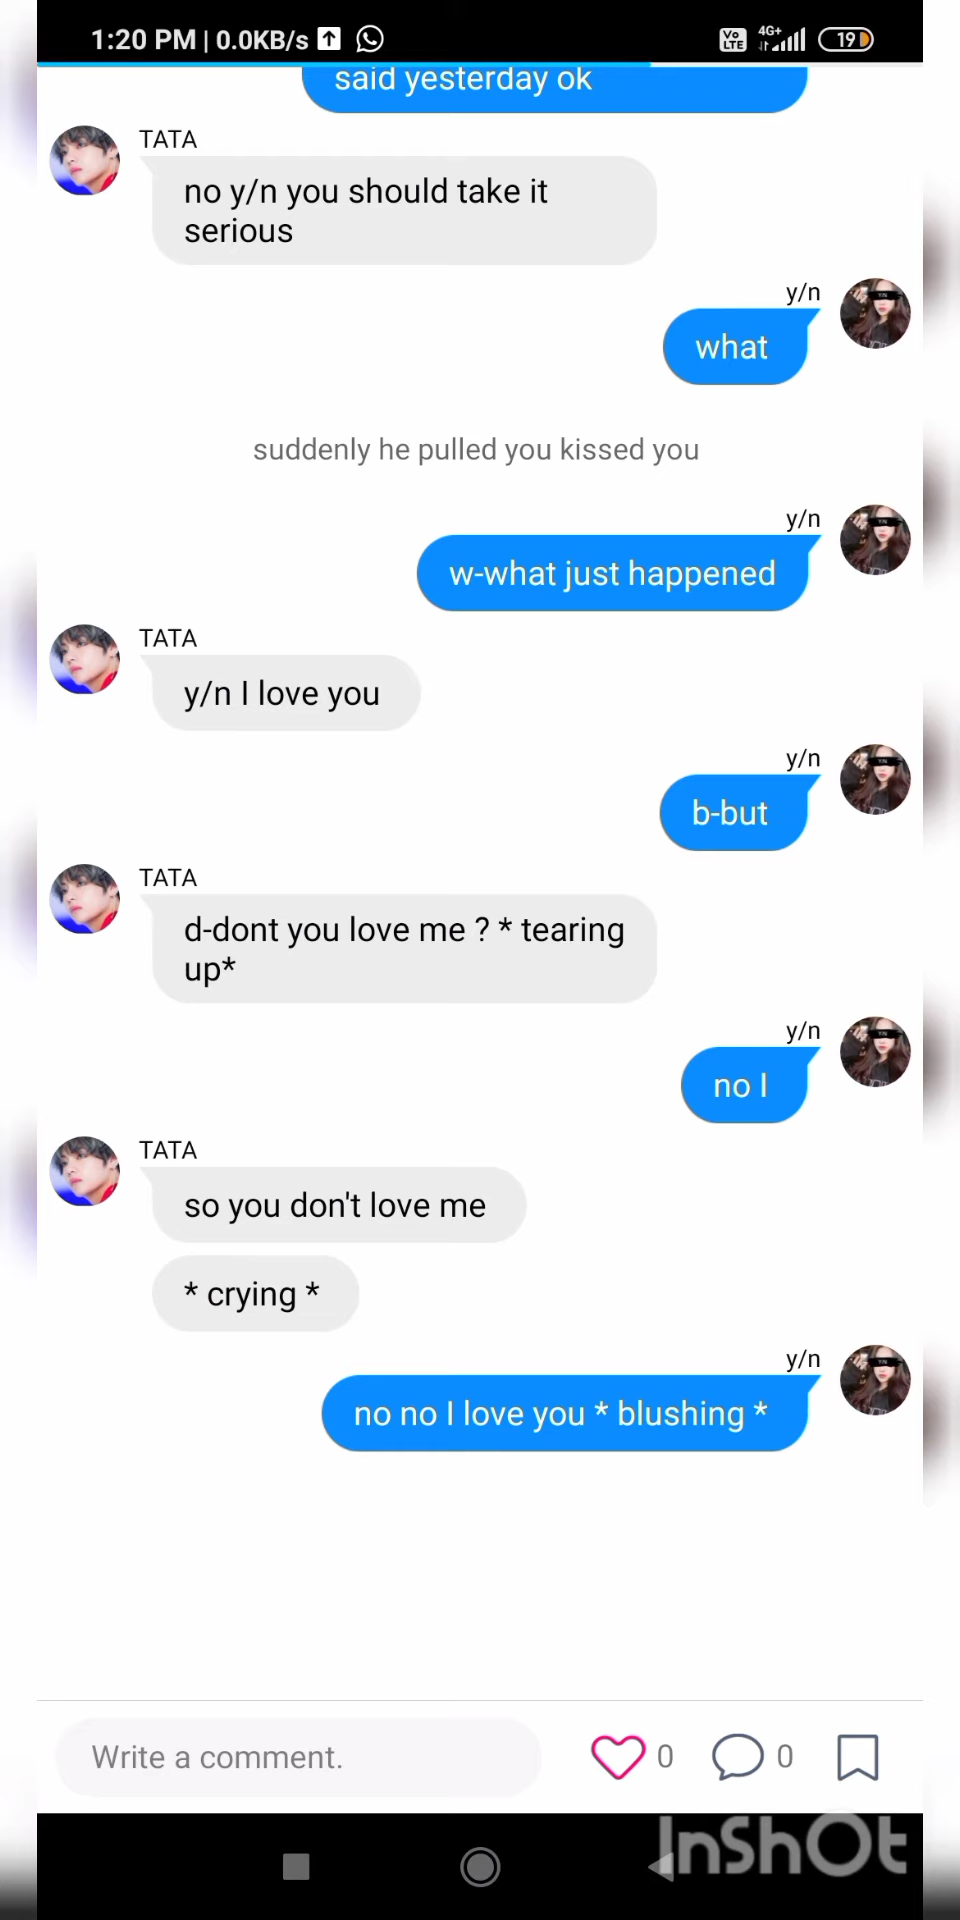 1:20 PM | 0.0KB/s
Vo LTE 4G+ 19
said yesterday ok
TATA
no y/n you should take it
serious
y/n
what
suddenly he pulled you kissed you
y/n
w-what just happened
TATA
y/n I love you
y/n
b-but
TATA
d-dont you love me ? * tearing
up*
y/n
no I
TATA
so you don't love me
* crying *
y/n
no no I love you * blushing *
Write a comment.
0
0
InShOt